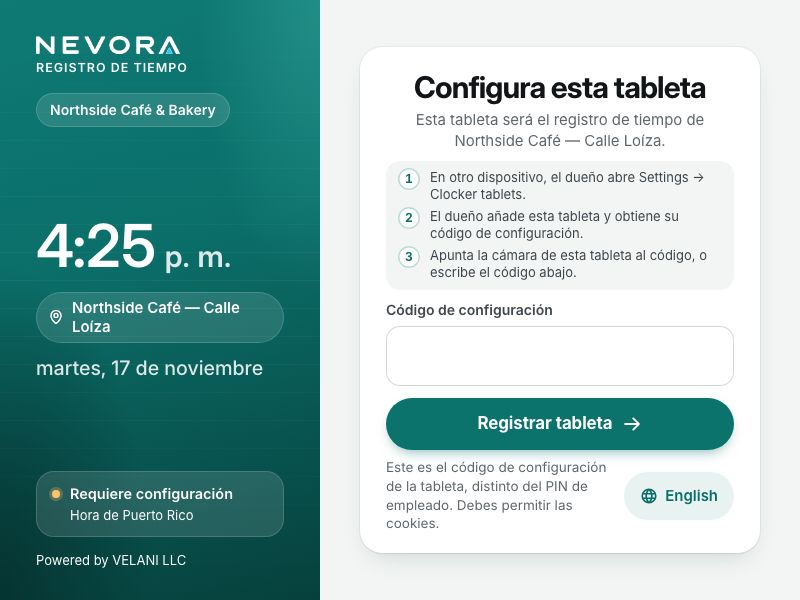 NEVORA
REGISTRO DE TIEMPO
Northside Café & Bakery
4:25 p. m.
Northside Café — Calle
Loíza
martes, 17 de noviembre
Requiere configuración
Hora de Puerto Rico
Powered by VELANI LLC
Configura esta tableta
Esta tableta será el registro de tiempo de
Northside Café — Calle Loíza.
1 En otro dispositivo, el dueño abre Settings →
Clocker tablets.
2 El dueño añade esta tableta y obtiene su
código de configuración.
3 Apunta la cámara de esta tableta al código, o
escribe el código abajo.
Código de configuración
Registrar tableta →
Este es el código de configuración
de la tableta, distinto del PIN de
empleado. Debes permitir las
cookies.
English